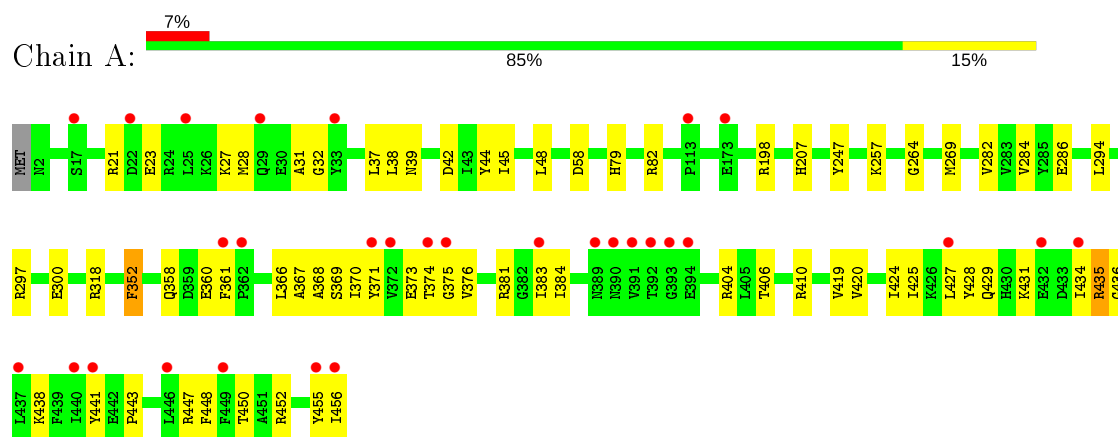 7%
Chain A:
85% 15%
MET N2 S17 R21 D22 E23 R24 L25 K26 K27 M28 Q29 E30 A31 G32 Y33 L37 L38 N39 D42 I43 Y44 I45 L48 D58 H79 R82 P113 E173 R198 H207 Y247 K257 G264 M269 V282 V283 V284 Y285 E286 L294
R297 E300 R318 F352 Q358 D359 E360 F361 P362 L366 A367 A368 S369 I370 Y371 V372 E373 T374 G375 V376 R381 G382 I383 I384 N389 N390 V391 T392 G393 E394 R404 L405 T406 R410 V419 V420 I424 I425 K426 L427 Y428 Q429 H430 K431 E432 D433 I434 R435 G436
L437 K438 F439 I440 Y441 E442 P443 L446 R447 F448 F449 T450 A451 R452 Y455 I456